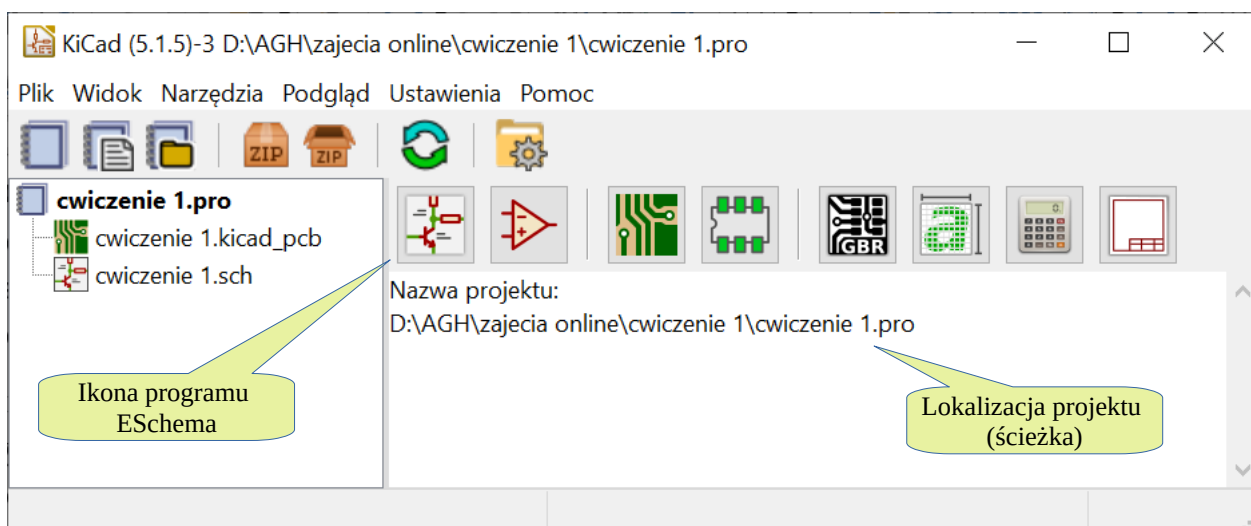 KiCad (5.1.5)-3 D:\AGH\zajecia online\cwiczenie 1\cwiczenie 1.pro
Plik Widok Narzędzia Podgląd Ustawienia Pomoc
ZIP ZIP
cwiczenie 1.pro
cwiczenie 1.kicad_pcb
cwiczenie 1.sch
GBR a
Nazwa projektu:
D:\AGH\zajecia online\cwiczenie 1\cwiczenie 1.pro
Ikona programu
ESchema
Lokalizacja projektu
(ścieżka)